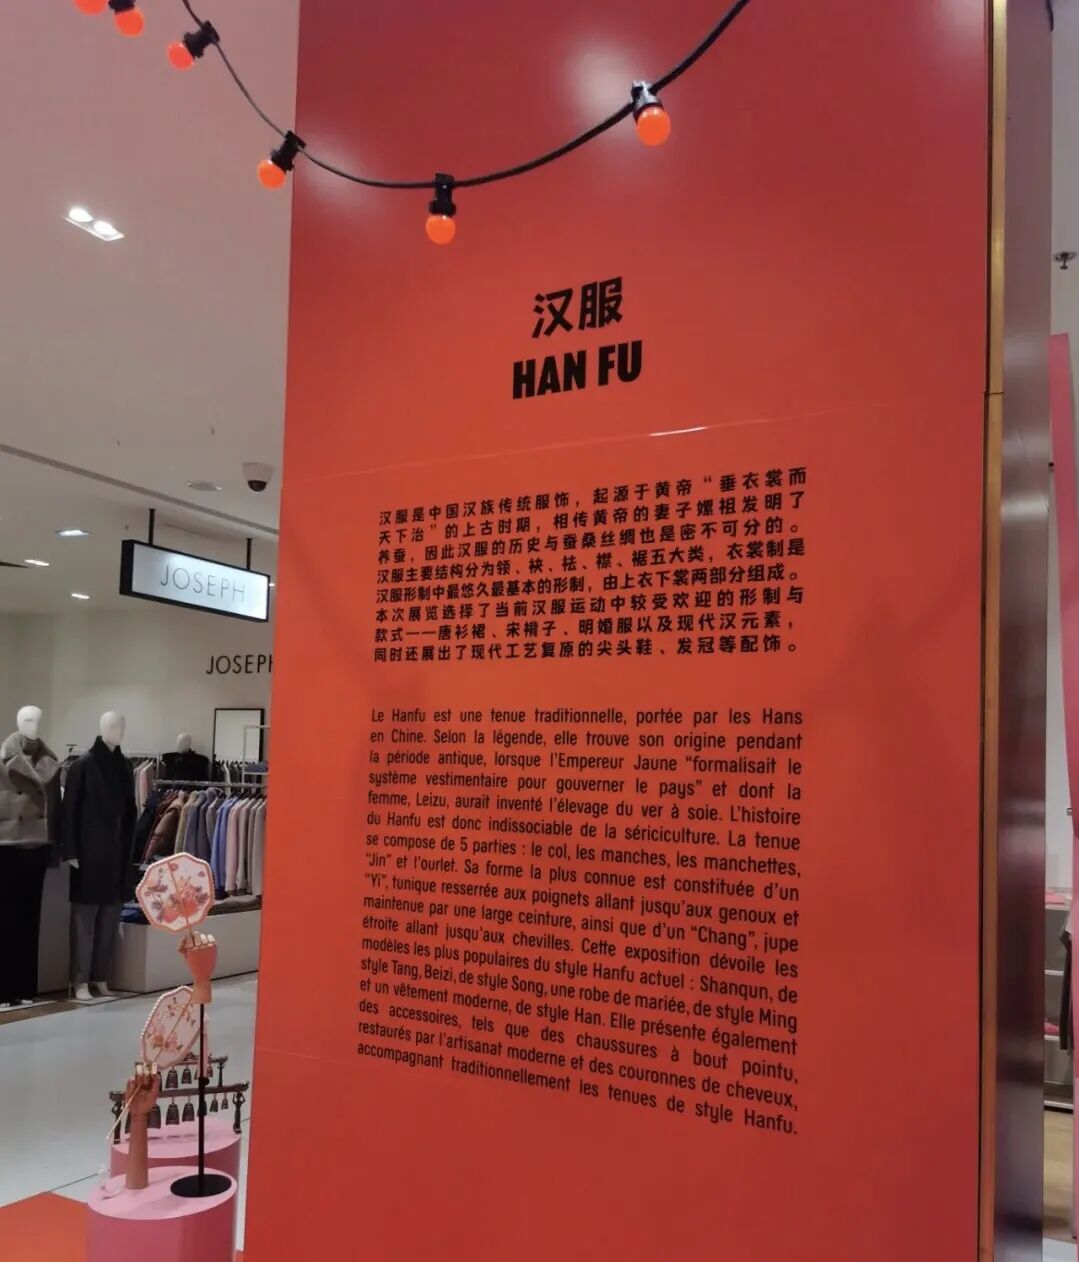 汉服
HAN FU
汉服是中国汉族传统服饰，起源于黄帝“垂衣裳而
天下治”的上古时期，相传黄帝的妻子嫘祖发明了
养蚕，因此汉服的历史与蚕桑丝绸也是密不可分的。
汉服主要结构分为领、袂、袪、襟、裾五大类，衣裳制是
汉服形制中最悠久最基本的形制，由上衣下裳两部分组成。
本次展览选择了当前汉服运动中较受欢迎的形制与
款式——唐衫裙、宋褙子、明婚服以及现代汉元素，
同时还展出了现代工艺复原的尖头鞋、发冠等配饰。
Le Hanfu est une tenue traditionnelle, portée par les Hans
en Chine. Selon la légende, elle trouve son origine pendant
la période antique, lorsque l'Empereur Jaune “formalisait le
système vestimentaire pour gouverner le pays” et dont la
femme, Leizu, aurait inventé l'élevage du ver à soie. L'histoire
du Hanfu est donc indissociable de la sériciculture. La tenue
se compose de 5 parties : le col, les manches, les manchettes,
“Jin” et l'ourlet. Sa forme la plus connue est constituée d'un
“Yi”, tunique resserrée aux poignets allant jusqu'aux genoux et
maintenue par une large ceinture, ainsi que d'un “Chang”, jupe
étroite allant jusqu'aux chevilles. Cette exposition dévoile les
modèles les plus populaires du style Hanfu actuel : Shanqun, de
style Tang, Beizi, de style Song, une robe de mariée, de style Ming
et un vêtement moderne, de style Han. Elle présente également
des accessoires, tels que des chaussures à bout pointu,
restaurés par l'artisanat moderne et des couronnes de cheveux,
accompagnant traditionnellement les tenues de style Hanfu.
JOSEPH
JOSEPH